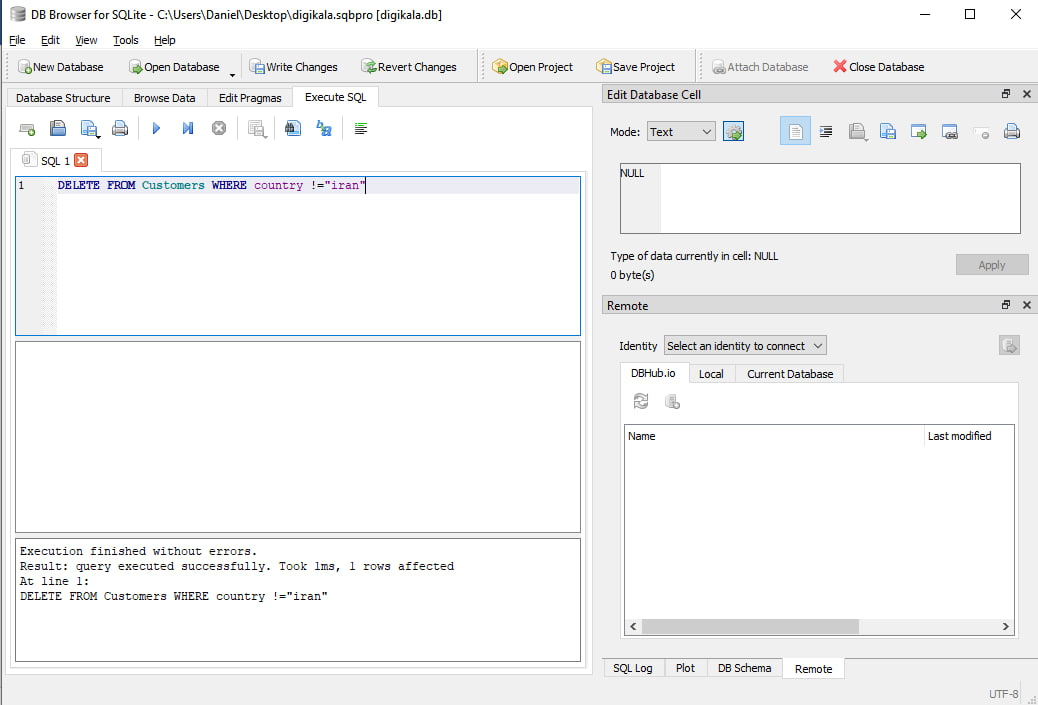 DB Browser for SQLite - C:\Users\Daniel\Desktop\digikala.sqbpro [digikala.db]
File Edit View Tools Help
New Database Open Database Write Changes Revert Changes Open Project Save Project Attach Database Close Database
Database Structure Browse Data Edit Pragmas Execute SQL
SQL 1
1 DELETE FROM Customers WHERE country !="iran"
Execution finished without errors.
Result: query executed successfully. Took 1ms, 1 rows affected
At line 1:
DELETE FROM Customers WHERE country !="iran"
Edit Database Cell
Mode: Text
NULL
Type of data currently in cell: NULL
0 byte(s)
Apply
Remote
Identity Select an identity to connect
DBHub.io Local Current Database
Name Last modified
SQL Log Plot DB Schema Remote
UTF-8